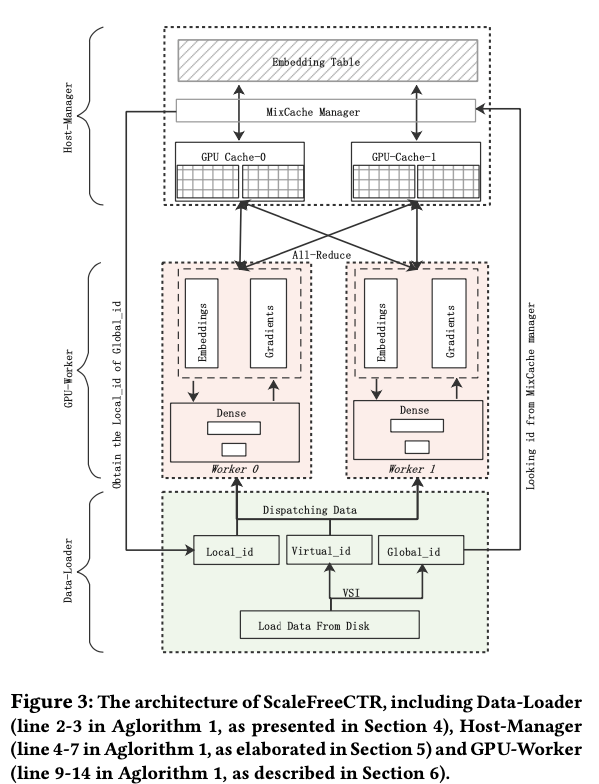 Embedding Table
MixCache Manager
GPU Cache-0
GPU-Cache-1
Host-Manager
All-Reduce
Embeddings
Gradients
Embeddings
Gradients
Dense
Dense
Worker 0
Worker 1
GPU-Worker
Obtain the Local_id of Global_id
Looking id from MixCache manager
Dispatching Data
Local_id
Virtual_id
Global_id
VSI
Load Data From Disk
Data-Loader
Figure 3: The architecture of ScaleFreeCTR, including Data-Loader
(line 2-3 in Aglorithm 1, as presented in Section 4), Host-Manager
(line 4-7 in Aglorithm 1, as elaborated in Section 5) and GPU-Worker
(line 9-14 in Aglorithm 1, as described in Section 6).